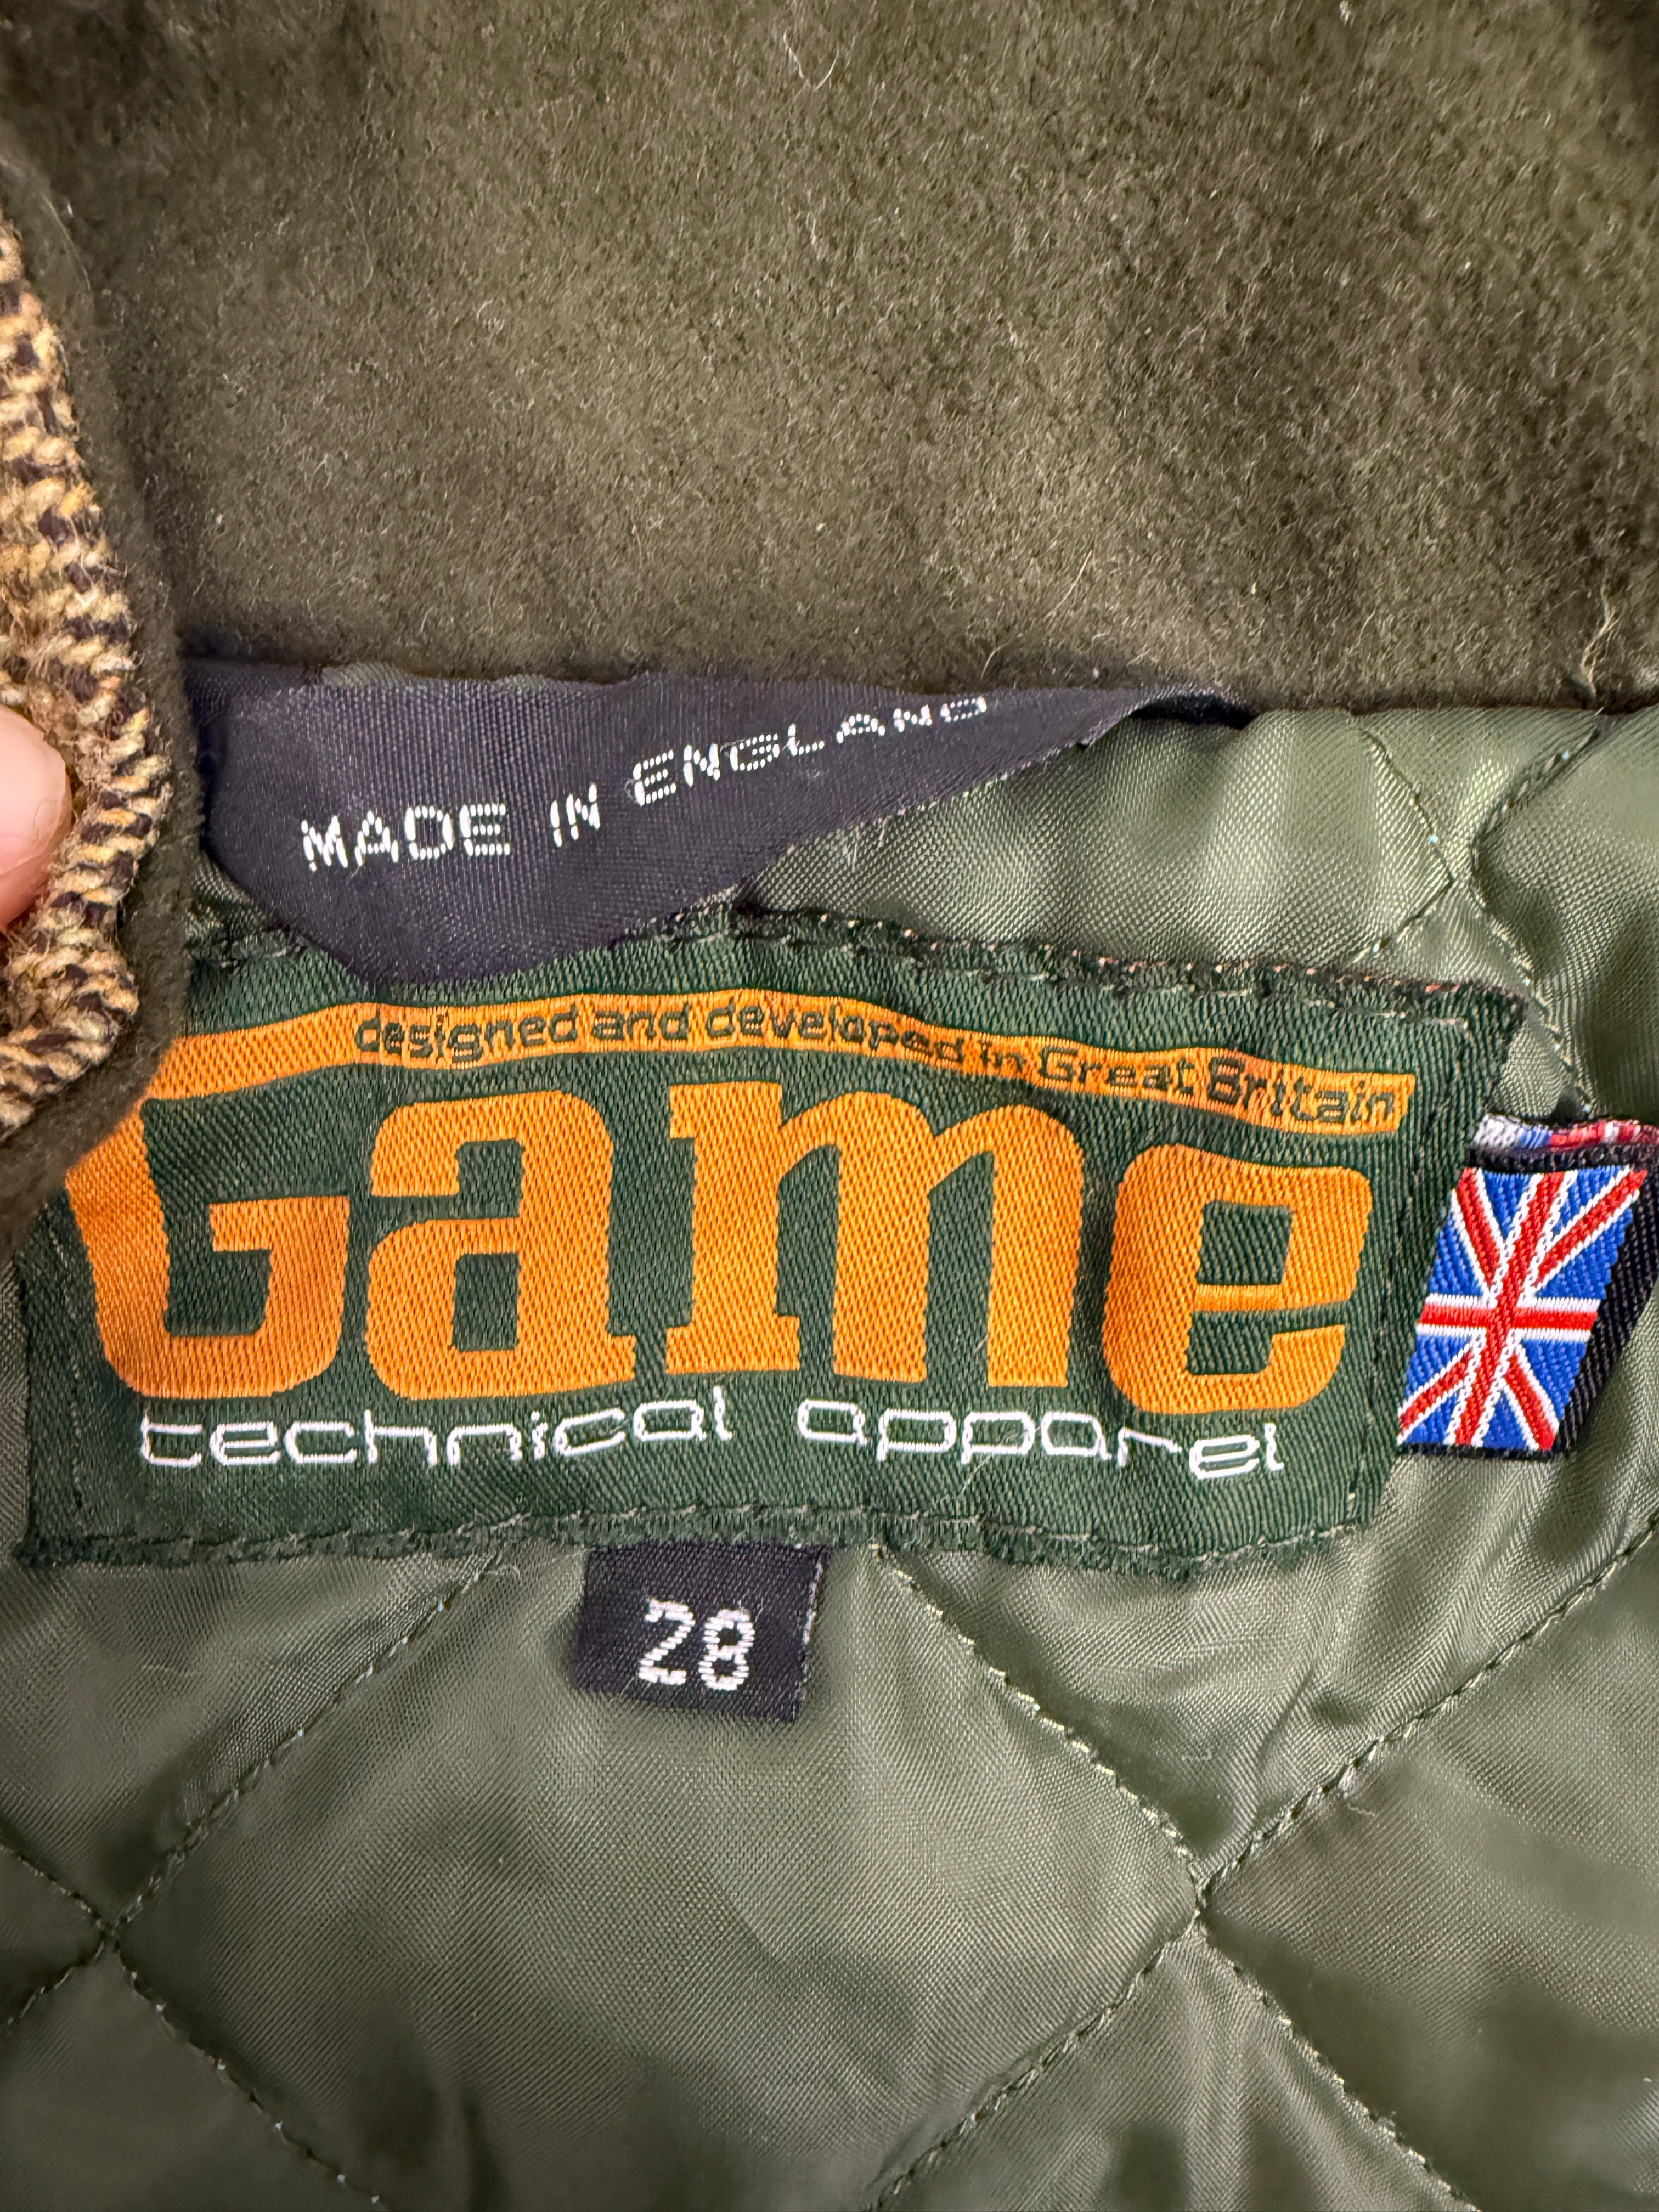 MADE IN ENGLAND
designed and developed in Great Britain
Game
technical apparel
28